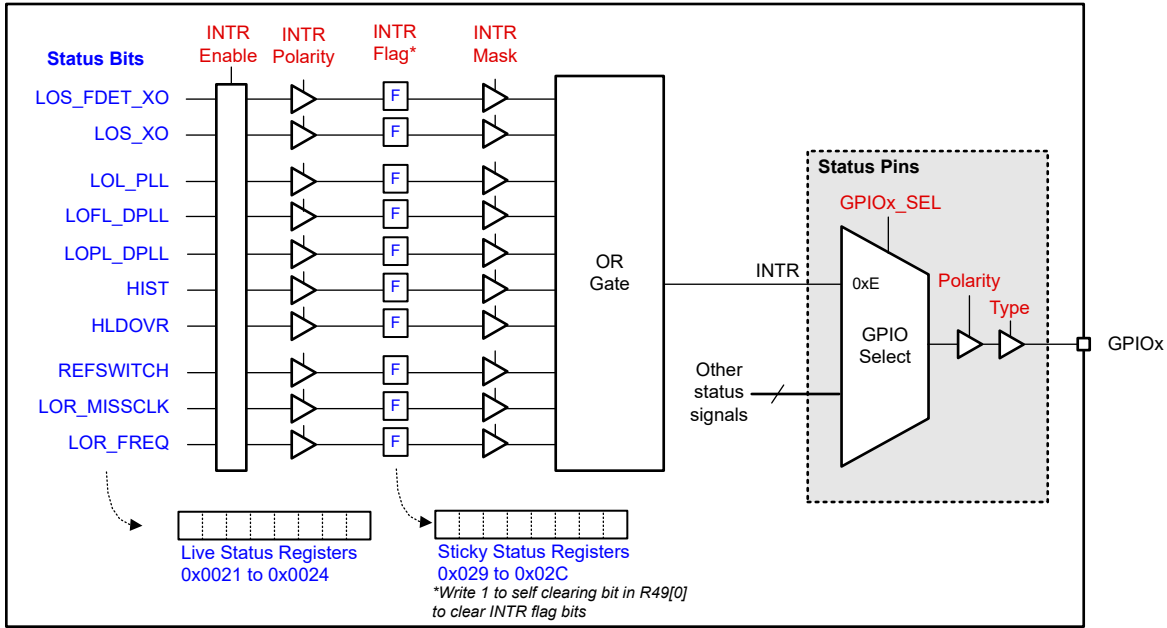 Status Bits
INTR
Enable
INTR
Polarity
INTR
Flag*
INTR
Mask
LOS_FDET_XO
LOS_XO
LOL_PLL
LOFL_DPLL
LOPL_DPLL
HIST
HLDOVR
REFSWITCH
LOR_MISSCLK
LOR_FREQ
F
F
F
F
F
F
F
F
F
F
OR
Gate
INTR
Status Pins
GPIOx_SEL
0xE
GPIO
Select
Polarity
Type
GPIOx
Other
status
signals
Live Status Registers
0x0021 to 0x0024
Sticky Status Registers
0x029 to 0x02C
*Write 1 to self clearing bit in R49[0]
to clear INTR flag bits